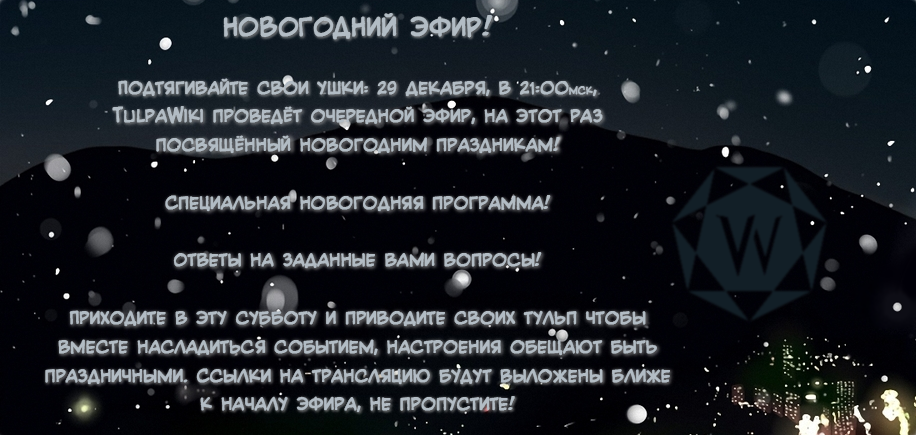 НОВОГОДНИЙ ЭФИР!
ПОДТЯГИВАЙТЕ СВОИ УШКИ: 29 ДЕКАБРЯ, В 21:00МСК,
TULPAWIKI ПРОВЕДЁТ ОЧЕРЕДНОЙ ЭФИР, НА ЭТОТ РАЗ
ПОСВЯЩЁННЫЙ НОВОГОДНИМ ПРАЗДНИКАМ!
СПЕЦИАЛЬНАЯ НОВОГОДНЯЯ ПРОГРАММА!
ОТВЕТЫ НА ЗАДАННЫЕ ВАМИ ВОПРОСЫ!
ПРИХОДИТЕ В ЭТУ СУББОТУ И ПРИВОДИТЕ СВОИХ ТУЛЬП ЧТОБЫ
ВМЕСТЕ НАСЛАДИТЬСЯ СОБЫТИЕМ, НАСТРОЕНИЯ ОБЕЩАЮТ БЫТЬ
ПРАЗДНИЧНЫМИ. ССЫЛКИ НА ТРАНСЛЯЦИЮ БУДУТ ВЫЛОЖЕНЫ БЛИЖЕ
К НАЧАЛУ ЭФИРА, НЕ ПРОПУСТИТЕ!
W